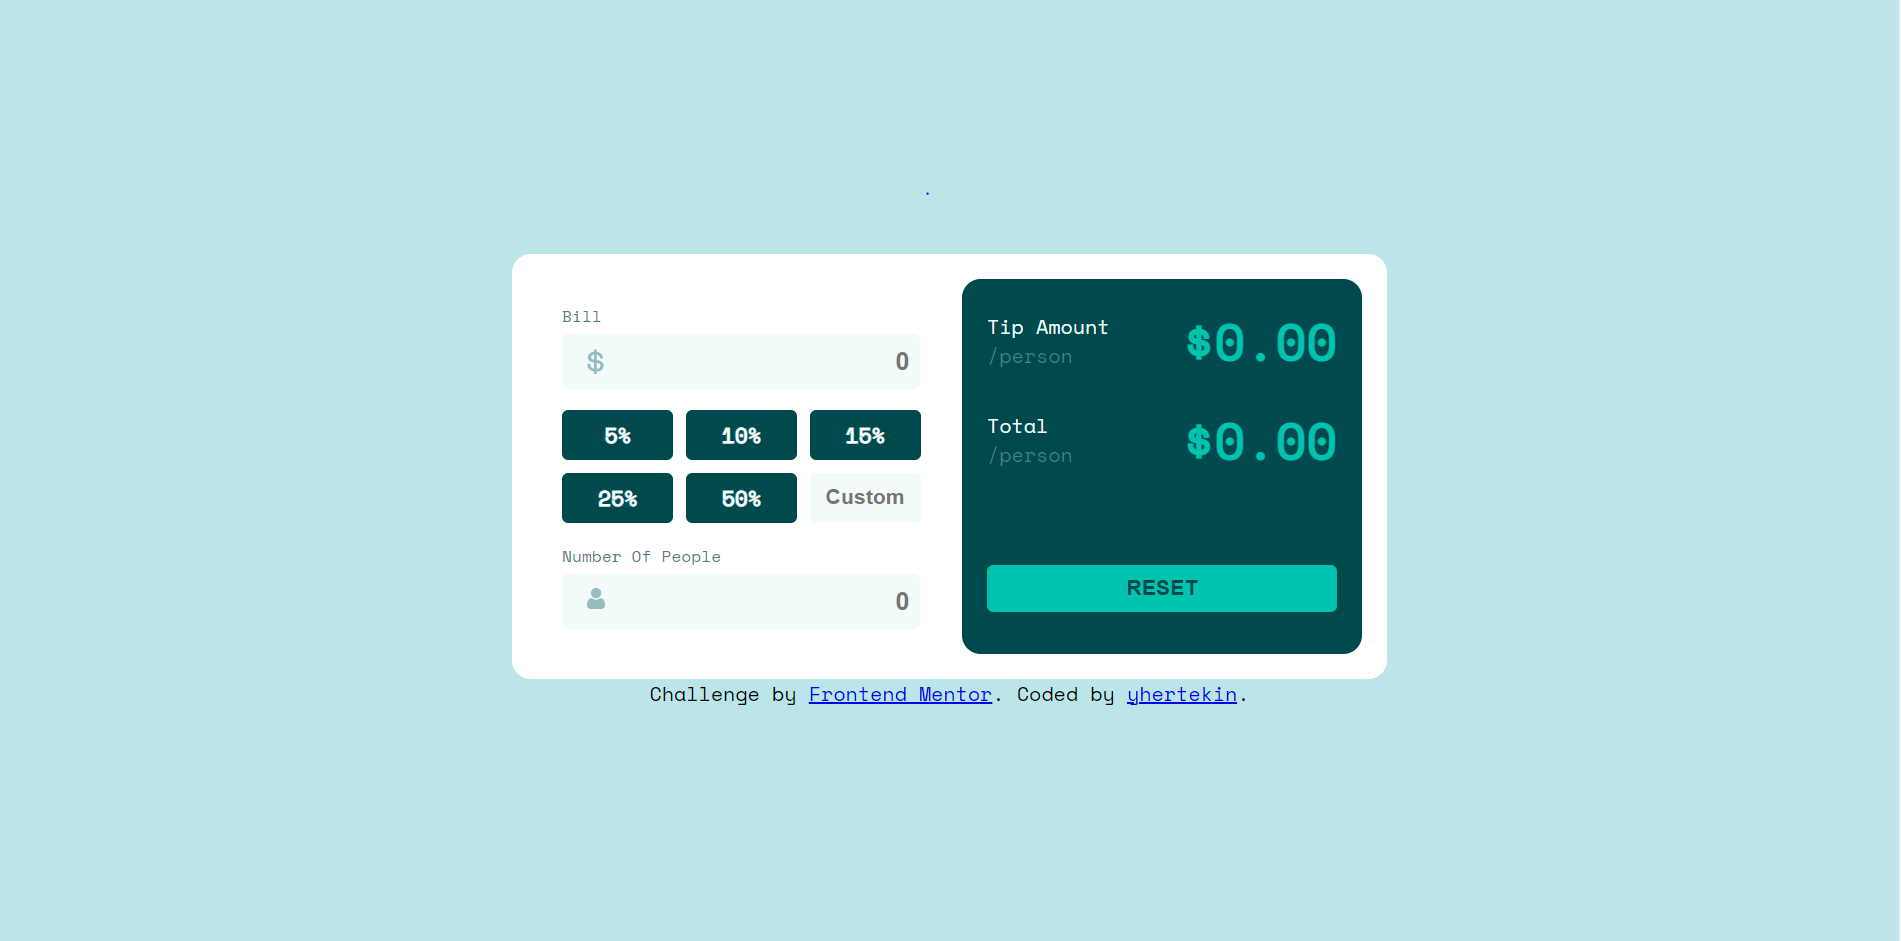 .
Bill
$ 0
5% 10% 15%
25% 50% Custom
Number Of People
0
Tip Amount
/person
$0.00
Total
/person
$0.00
RESET
Challenge by Frontend Mentor. Coded by yhertekin.